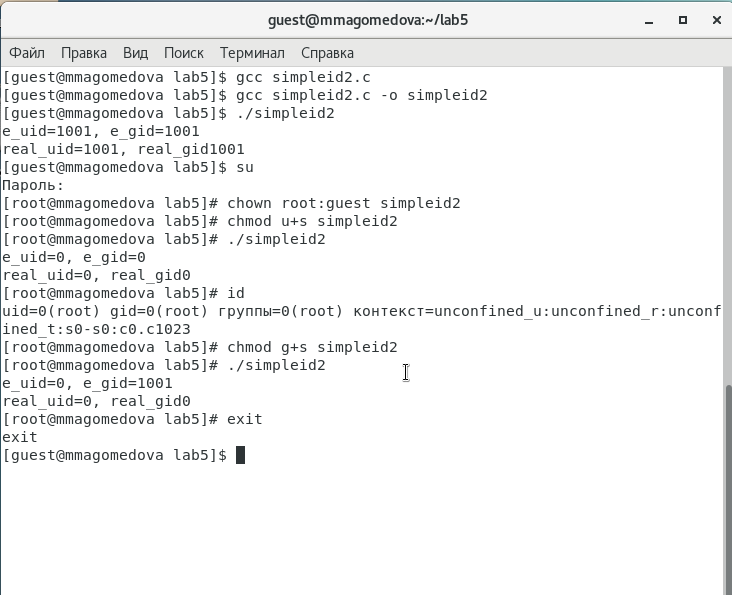 guest@mmagomedova:~/lab5
Файл Правка Вид Поиск Терминал Справка
[guest@mmagomedova lab5]$ gcc simpleid2.c
[guest@mmagomedova lab5]$ gcc simpleid2.c -o simpleid2
[guest@mmagomedova lab5]$ ./simpleid2
e_uid=1001, e_gid=1001
real_uid=1001, real_gid1001
[guest@mmagomedova lab5]$ su
Пароль:
[root@mmagomedova lab5]# chown root:guest simpleid2
[root@mmagomedova lab5]# chmod u+s simpleid2
[root@mmagomedova lab5]# ./simpleid2
e_uid=0, e_gid=0
real_uid=0, real_gid0
[root@mmagomedova lab5]# id
uid=0(root) gid=0(root) группы=0(root) контекст=unconfined_u:unconfined_r:unconf
ined_t:s0-s0:c0.c1023
[root@mmagomedova lab5]# chmod g+s simpleid2
[root@mmagomedova lab5]# ./simpleid2
e_uid=0, e_gid=1001
real_uid=0, real_gid0
[root@mmagomedova lab5]# exit
exit
[guest@mmagomedova lab5]$